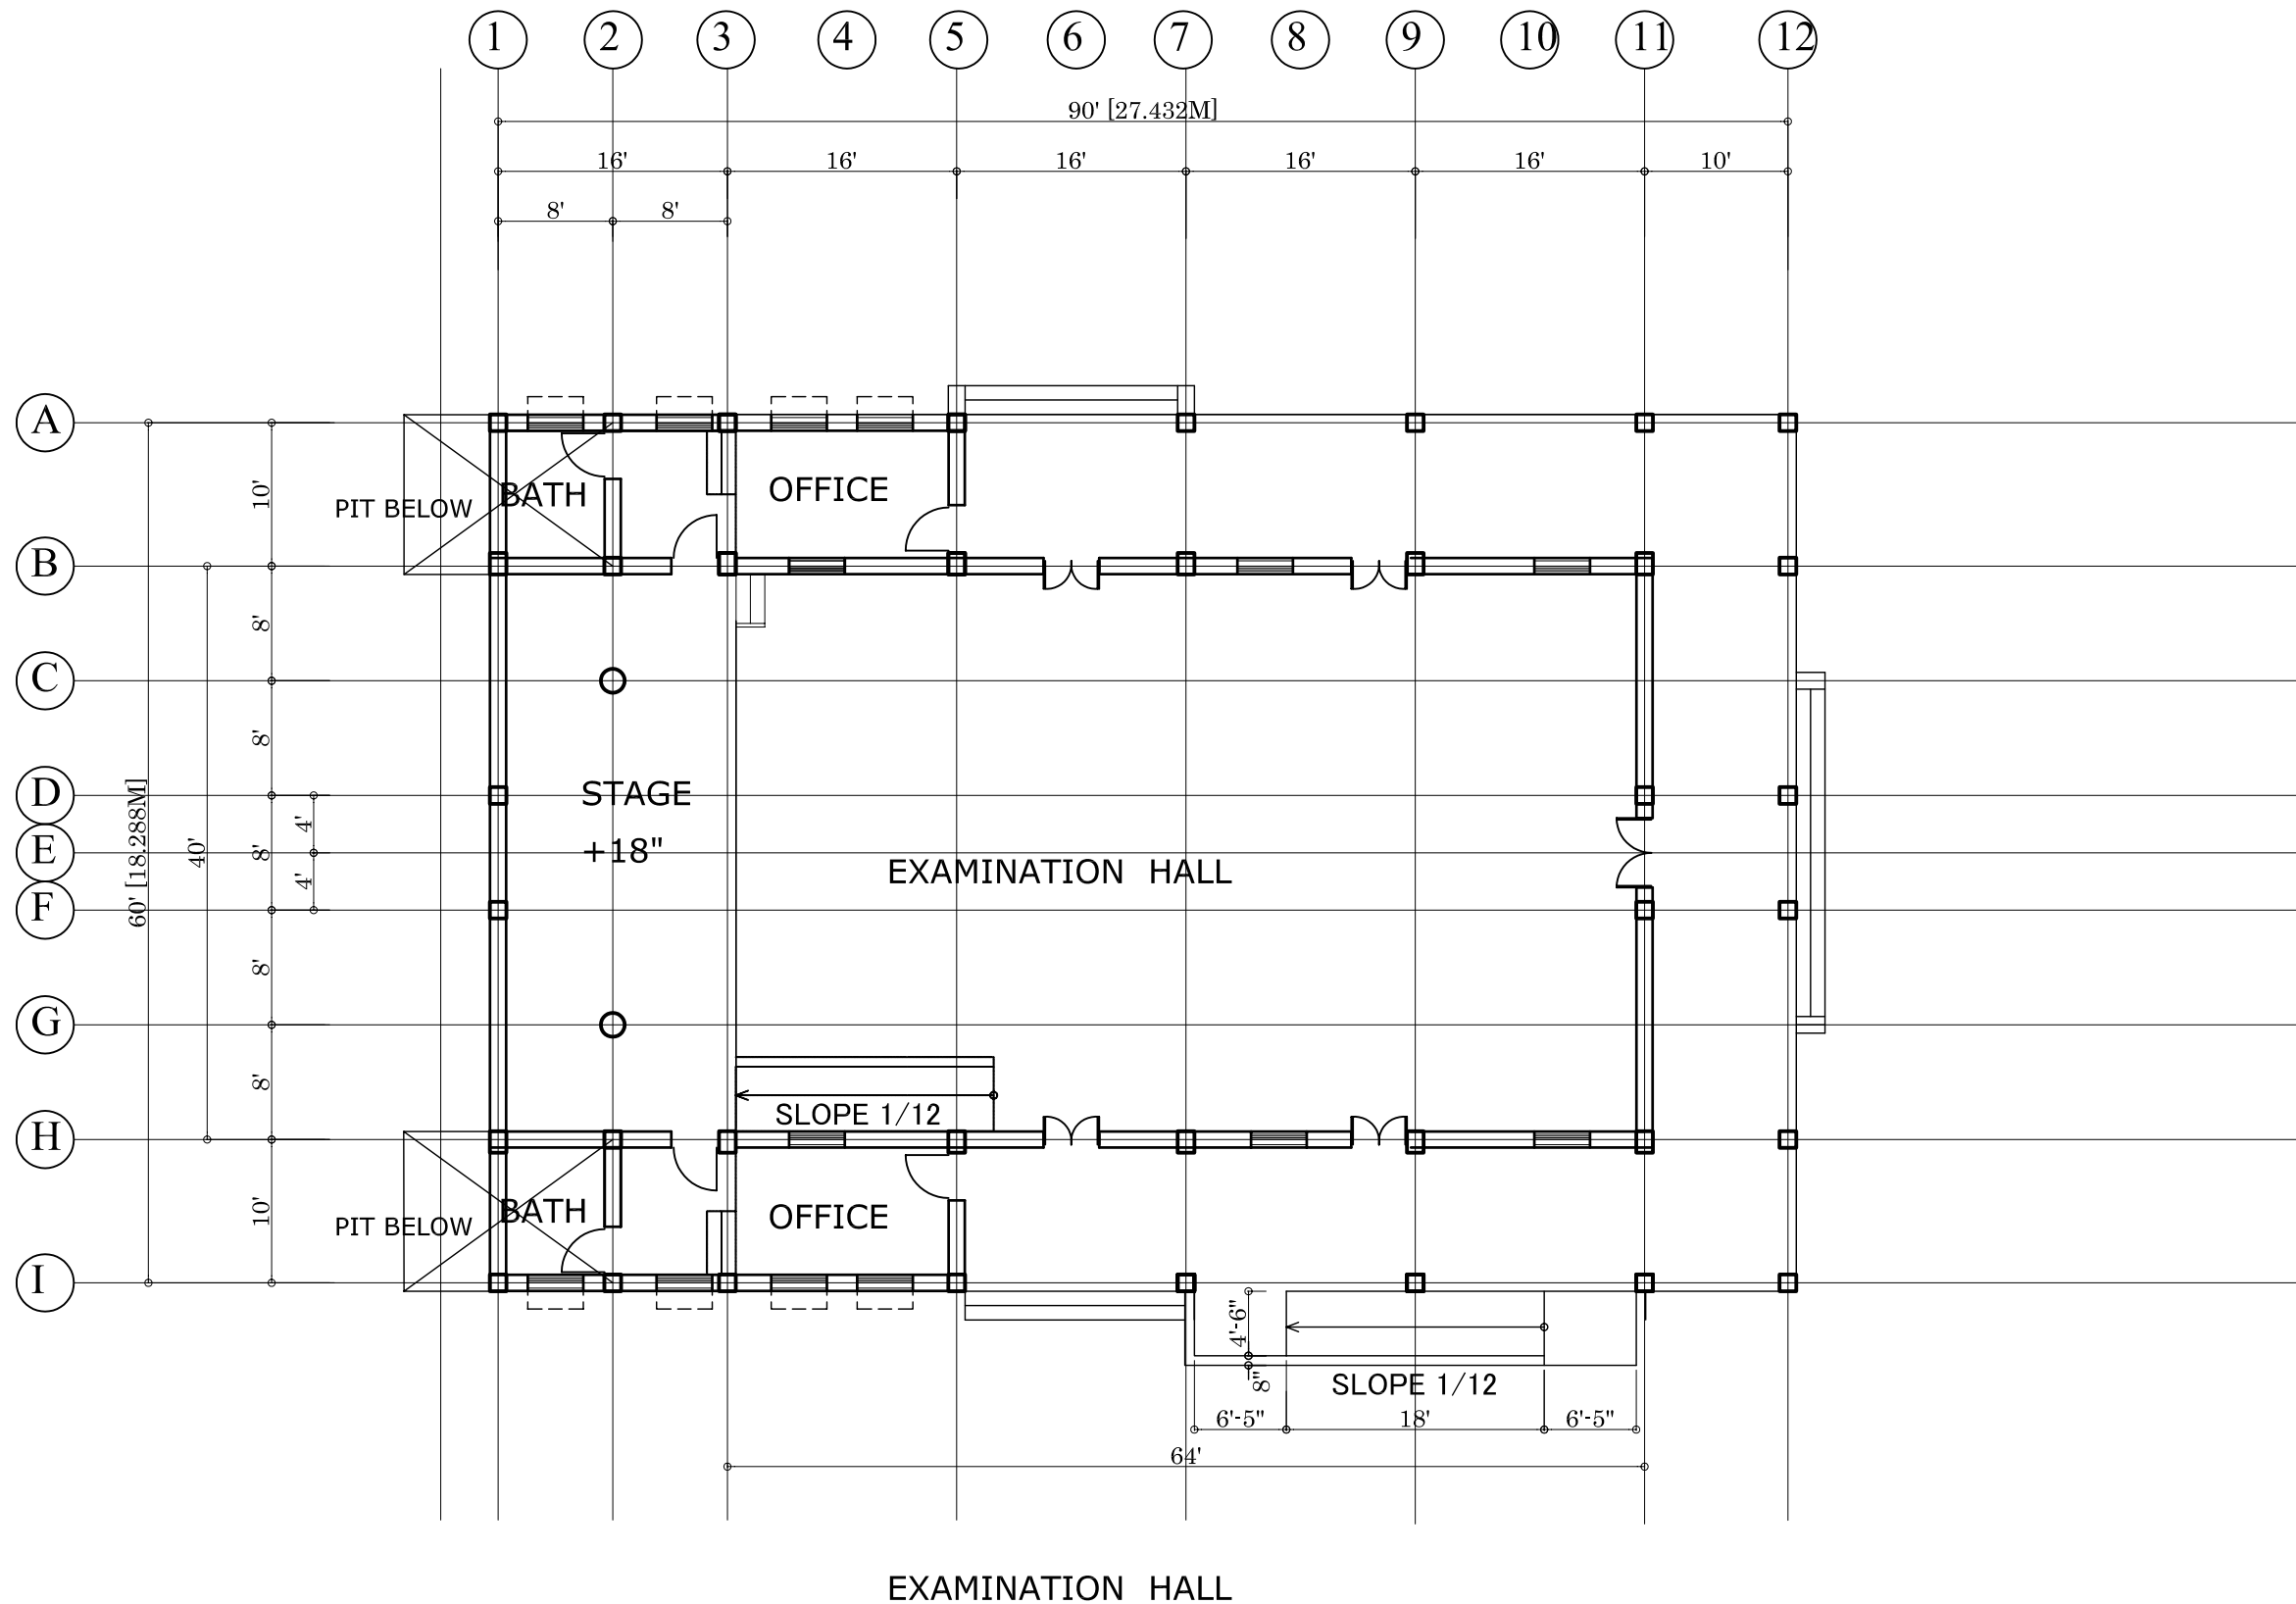 1 2 3 4 5 6 7 8 9 10 11 12
90' [27.432M]
16' 16' 16' 16' 16' 10'
8' 8'
A
10'
PIT BELOW
BATH
OFFICE
B
8'
C
8'
D
STAGE
4'
60' [18.288M]
40'
8'
E
+18"
EXAMINATION HALL
4'
F
8'
G
8'
SLOPE 1/12
H
10'
PIT BELOW
BATH
OFFICE
I
4'-6"
8"
SLOPE 1/12
6'-5" 18' 6'-5"
64'
EXAMINATION HALL